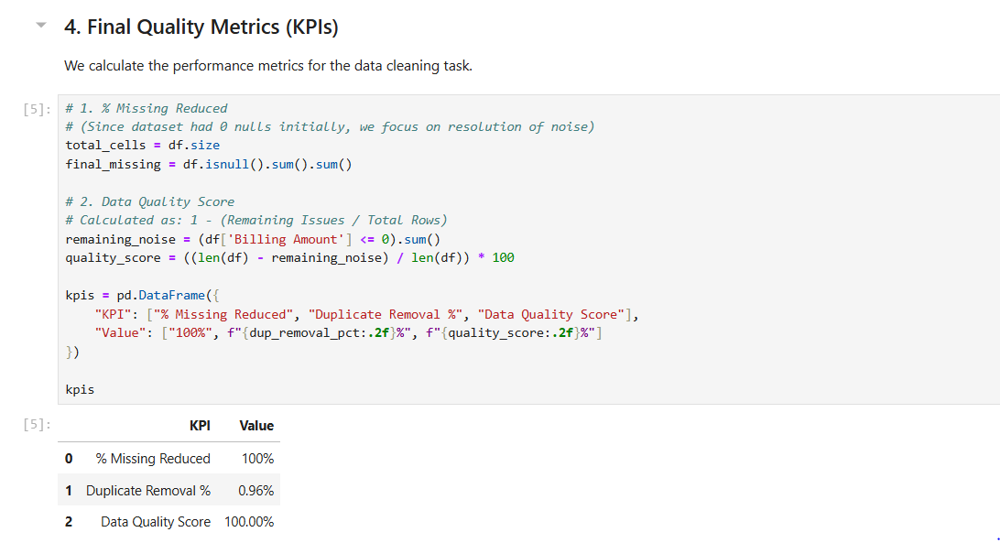 4. Final Quality Metrics (KPIs)
We calculate the performance metrics for the data cleaning task.
[5]:
# 1. % Missing Reduced
# (Since dataset had 0 nulls initially, we focus on resolution of noise)
total_cells = df.size
final_missing = df.isnull().sum().sum()

# 2. Data Quality Score
# Calculated as: 1 - (Remaining Issues / Total Rows)
remaining_noise = (df['Billing Amount'] <= 0).sum()
quality_score = ((len(df) - remaining_noise) / len(df)) * 100

kpis = pd.DataFrame({
    "KPI": ["% Missing Reduced", "Duplicate Removal %", "Data Quality Score"],
    "Value": ["100%", f"{dup_removal_pct:.2f}%", f"{quality_score:.2f}%"]
})

kpis
[5]:
KPI Value
0 % Missing Reduced 100%
1 Duplicate Removal % 0.96%
2 Data Quality Score 100.00%